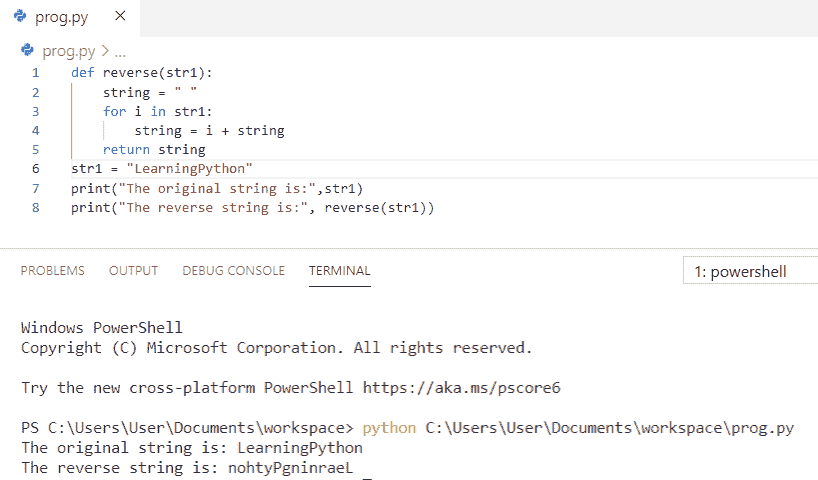 prog.py ×
prog.py > ...
1 def reverse(str1):
2     string = " "
3     for i in str1:
4         string = i + string
5     return string
6 str1 = "LearningPython"
7 print("The original string is:",str1)
8 print("The reverse string is:", reverse(str1))
PROBLEMS OUTPUT DEBUG CONSOLE TERMINAL 1: powershell
Windows PowerShell
Copyright (C) Microsoft Corporation. All rights reserved.
Try the new cross-platform PowerShell https://aka.ms/pscore6
PS C:\Users\User\Documents\workspace> python C:\Users\User\Documents\workspace\prog.py
The original string is: LearningPython
The reverse string is: nohtyPgninraeL